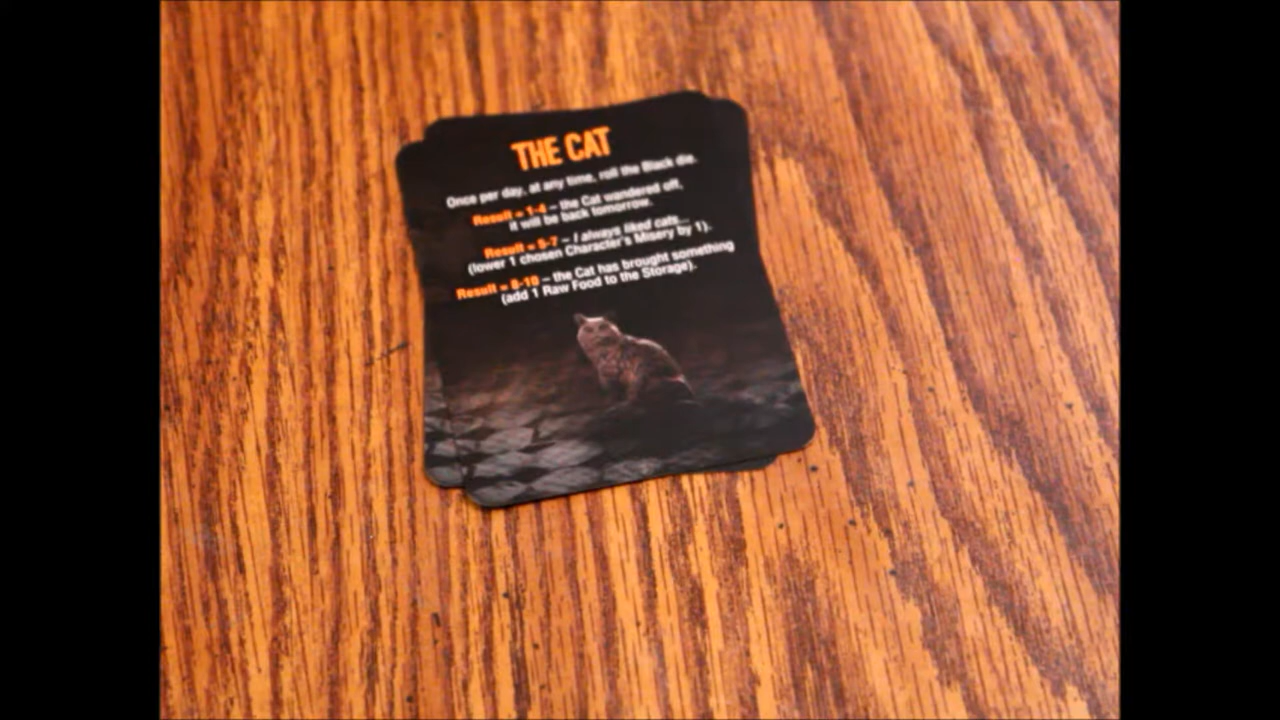 THE CAT
Once per day, at any time, roll the Black die.
Result = 1-4 – the Cat wandered off,
it will be back tomorrow.
Result = 5-7 – I always liked cats...
(lower 1 chosen Character's Misery by 1).
Result = 8-10 – the Cat has brought something
(add 1 Raw Food to the Storage).